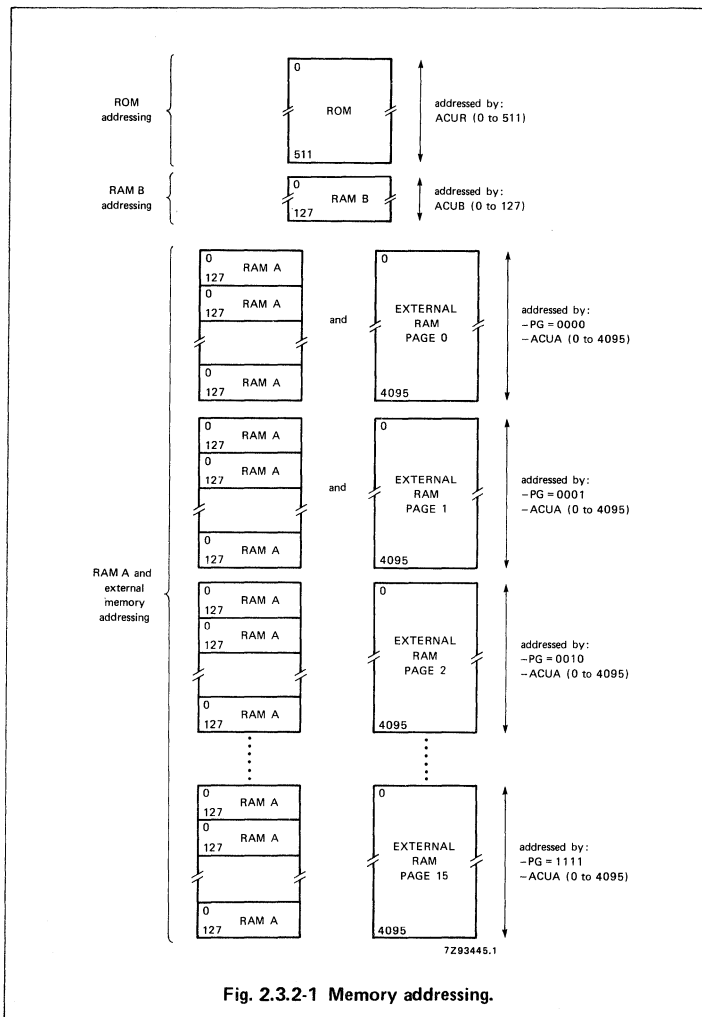 ROM
addressing
0
ROM
511
addressed by:
ACUR (0 to 511)
RAM B
addressing
0
RAM B
127
addressed by:
ACUB (0 to 127)
RAM A and
external
memory
addressing
0
RAM A
127
0
RAM A
127
0
RAM A
127
and
0
EXTERNAL
RAM
PAGE 0
4095
addressed by:
–PG = 0000
–ACUA (0 to 4095)
0
RAM A
127
0
RAM A
127
0
RAM A
127
and
0
EXTERNAL
RAM
PAGE 1
4095
addressed by:
–PG = 0001
–ACUA (0 to 4095)
0
RAM A
127
0
RAM A
127
0
RAM A
127
0
EXTERNAL
RAM
PAGE 2
4095
addressed by:
–PG = 0010
–ACUA (0 to 4095)
0
RAM A
127
0
RAM A
127
0
RAM A
127
0
EXTERNAL
RAM
PAGE 15
4095
addressed by:
–PG = 1111
–ACUA (0 to 4095)
7Z93445.1
Fig. 2.3.2-1 Memory addressing.